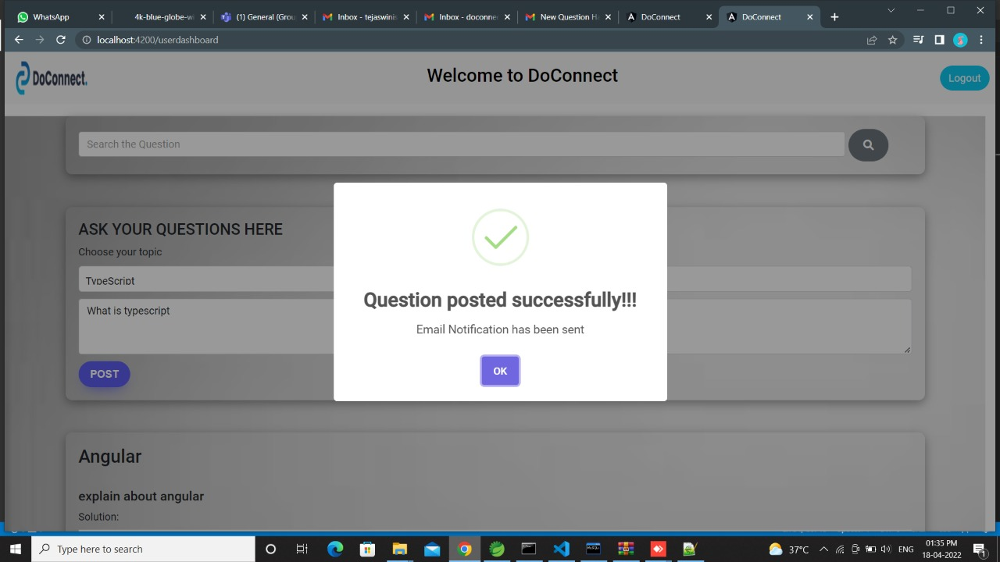 WhatsApp
4k-blue-globe-w
(1) General (Grou
Inbox - tejaswinis
Inbox - doconne
New Question Ha
DoConnect
DoConnect
localhost:4200/userdashboard
DoConnect.
Welcome to DoConnect
Logout
Search the Question
ASK YOUR QUESTIONS HERE
Choose your topic
TypeScript
What is typescript
POST
Question posted successfully!!!
Email Notification has been sent
OK
Angular
explain about angular
Solution:
Type here to search
MySQL
37°C
ENG
01:35 PM
18-04-2022
1